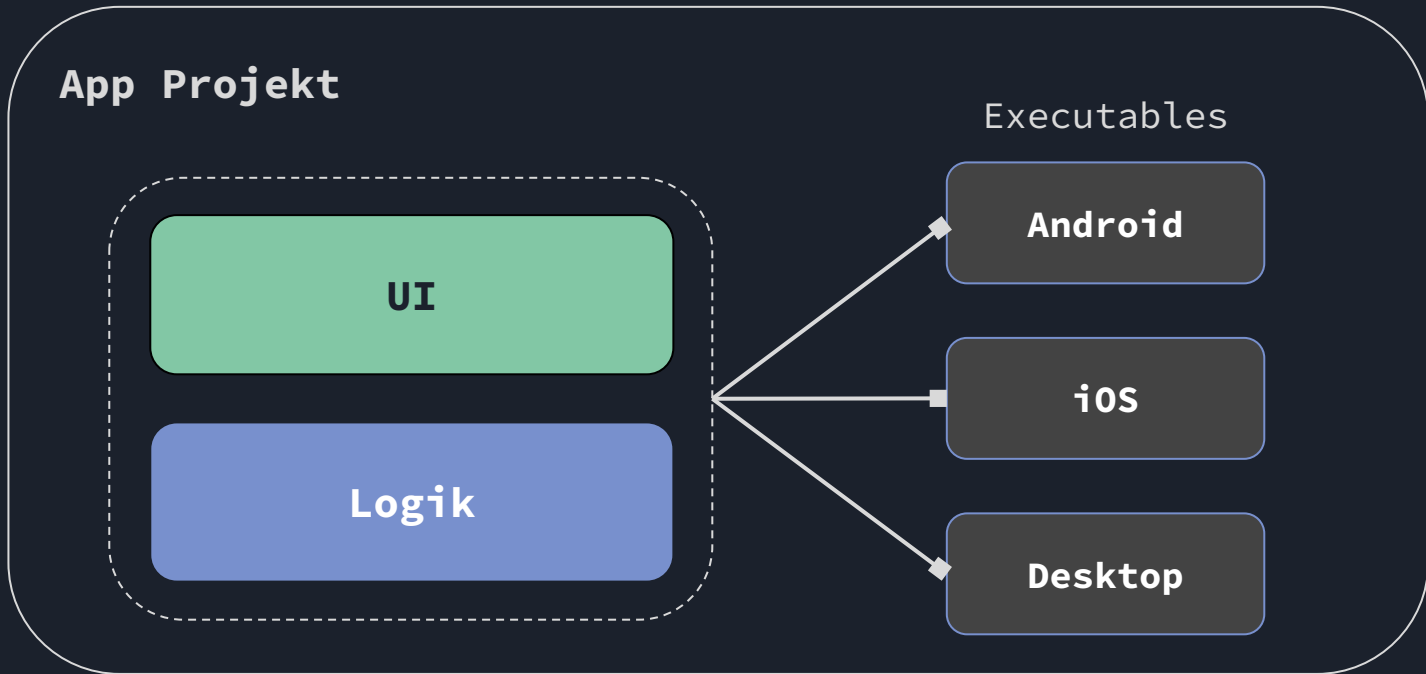 App Projekt
Executables
UI
Logik
Android
iOS
Desktop